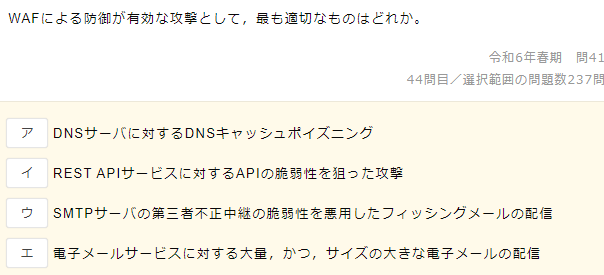 WAFによる防御が有効な攻撃として，最も適切なものはどれか。
令和6年春期　問41
44問目／選択範囲の問題数237問
ア DNSサーバに対するDNSキャッシュポイズニング
イ REST APIサービスに対するAPIの脆弱性を狙った攻撃
ウ SMTPサーバの第三者不正中継の脆弱性を悪用したフィッシングメールの配信
エ 電子メールサービスに対する大量，かつ，サイズの大きな電子メールの配信